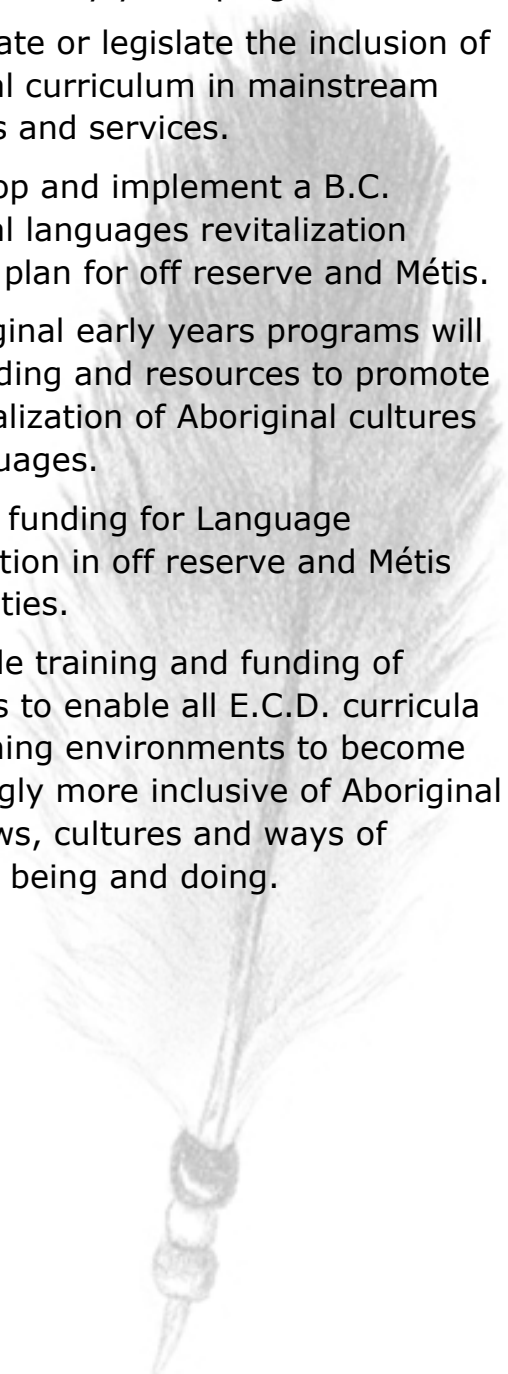 ate or legislate the inclusion of
al curriculum in mainstream
s and services.
op and implement a B.C.
al languages revitalization
plan for off reserve and Métis.
ginal early years programs will
ding and resources to promote
alization of Aboriginal cultures
uages.
funding for Language
tion in off reserve and Métis
ties.
le training and funding of
s to enable all E.C.D. curricula
ning environments to become
gly more inclusive of Aboriginal
ws, cultures and ways of
being and doing.